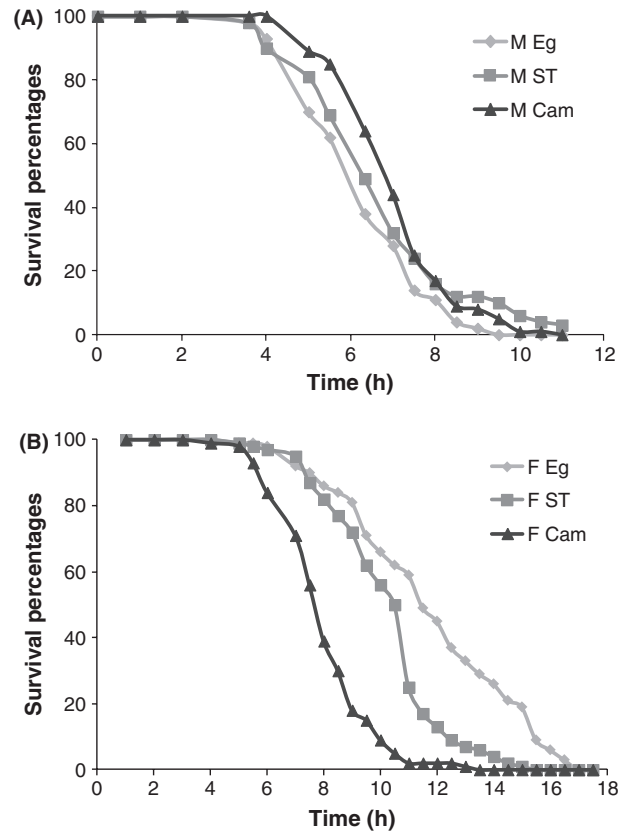 (A)
100
80
60
40
20
0
Survival percentages
0 2 4 6 8 10 12
Time (h)
M Eg
M ST
M Cam
(B)
100
80
60
40
20
0
Survival percentages
0 2 4 6 8 10 12 14 16 18
Time (h)
F Eg
F ST
F Cam